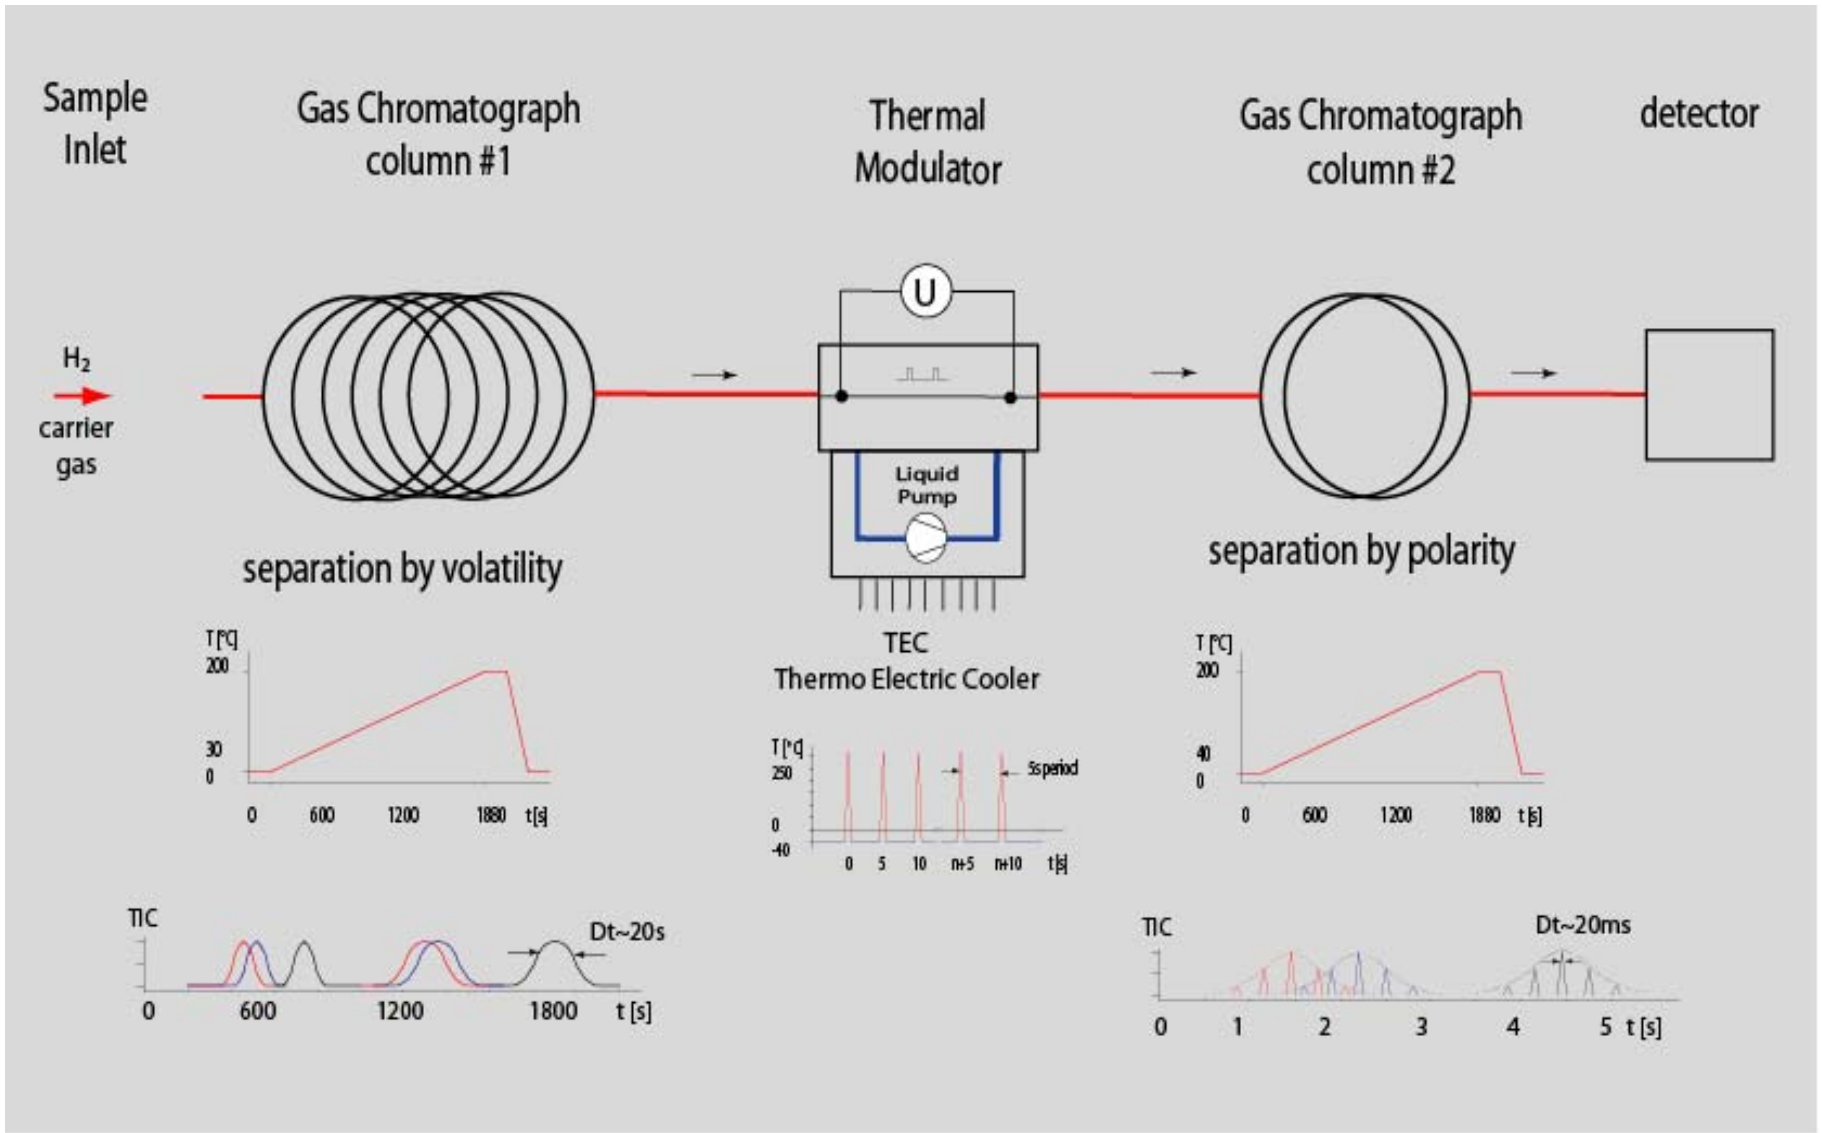 Sample
Inlet
Gas Chromatograph
column #1
Thermal
Modulator
Gas Chromatograph
column #2
detector
H₂
carrier
gas
U
Liquid
Pump
separation by volatility
separation by polarity
TEC
Thermo Electric Cooler
T [°C]
200
30
0
0 600 1200 1880 t [s]
T [°C]
250
0
-40
5s period
0 5 10 n+5 n+10 t [s]
T [°C]
200
40
0
0 600 1200 1880 t [s]
TIC
Dt~20s
0 600 1200 1800 t [s]
TIC
Dt~20ms
0 1 2 3 4 5 t [s]